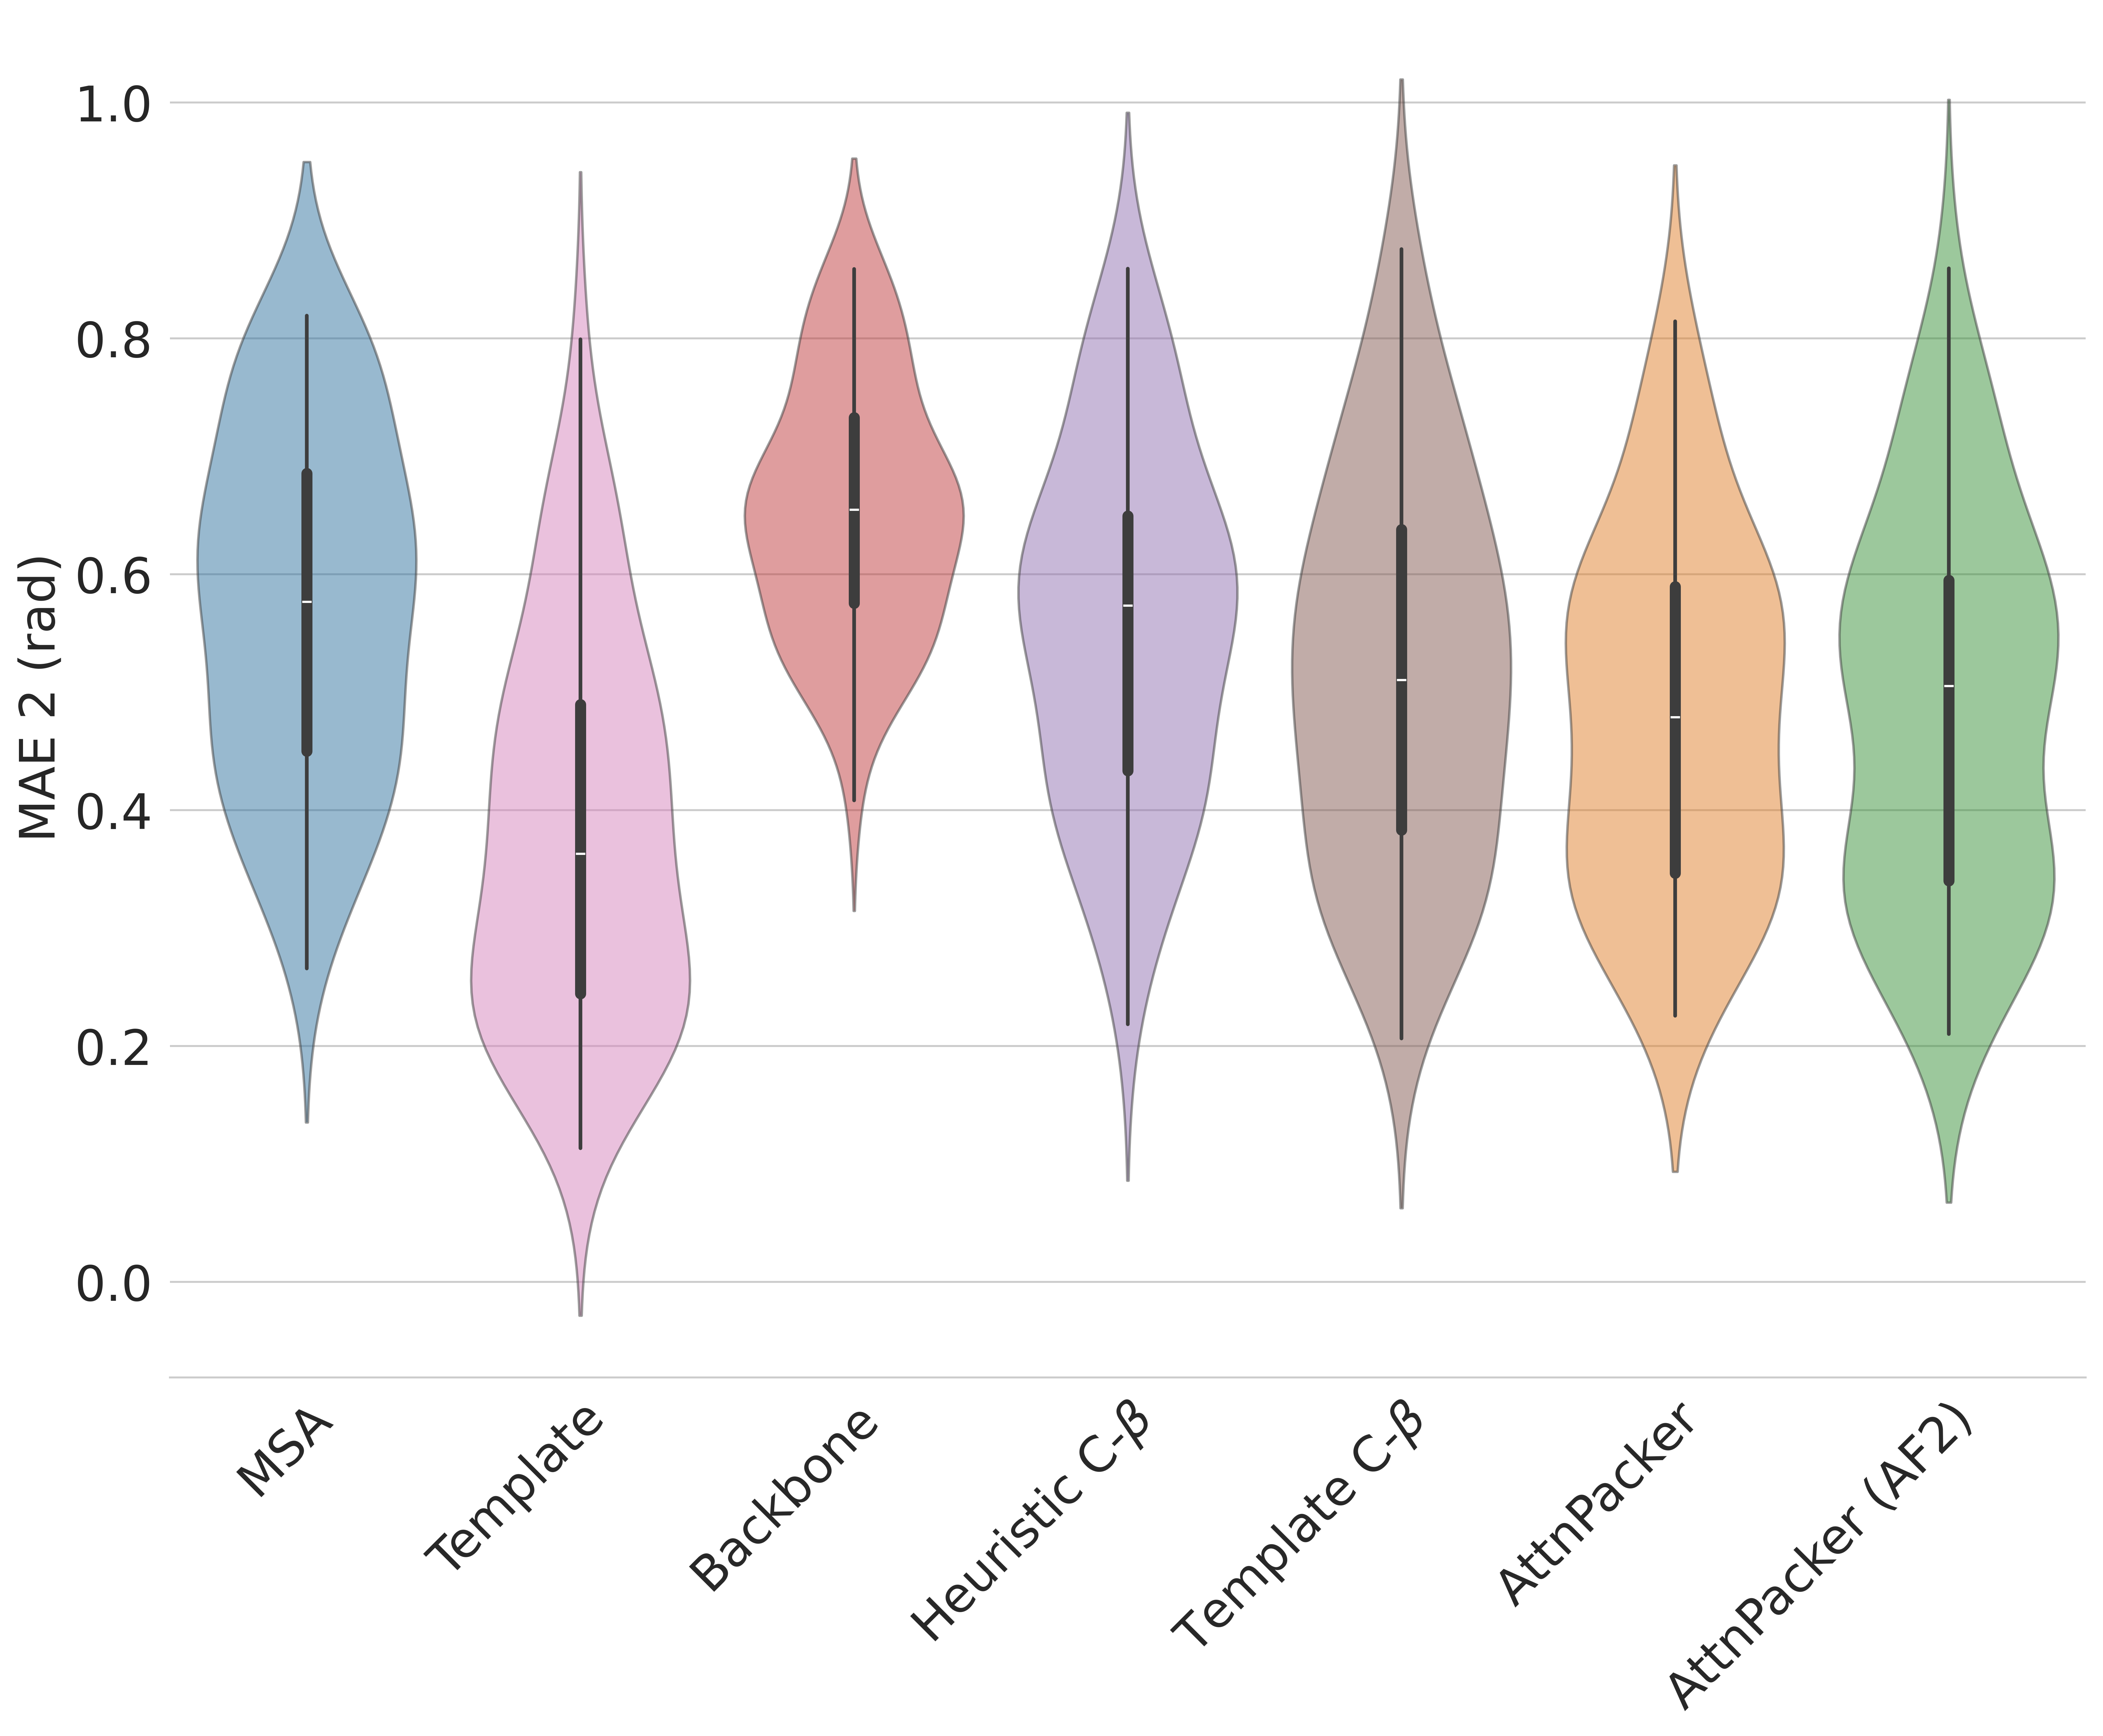 MAE 2 (rad)
1.0
0.8
0.6
0.4
0.2
0.0
MSA
Template
Backbone
Heuristic C-β
Template C-β
AttnPacker
AttnPacker (AF2)